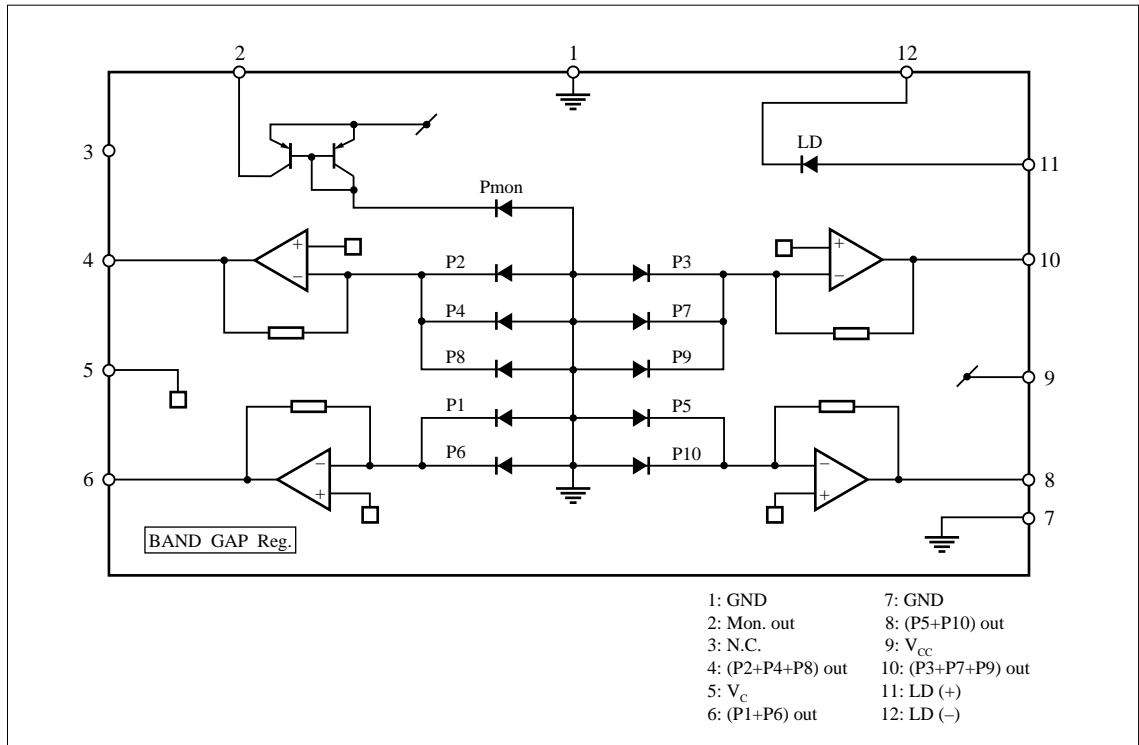 2 1 12
3
LD
11
Pmon
+
+
4
−
P2
P3
−
10
P4
P7
5
P8
P9
9
P1
P5
6
−
P6
P10
−
8
+
+
7
BAND GAP Reg.
1: GND
2: Mon. out
3: N.C.
4: (P2+P4+P8) out
5: VC
6: (P1+P6) out
7: GND
8: (P5+P10) out
9: VCC
10: (P3+P7+P9) out
11: LD (+)
12: LD (–)